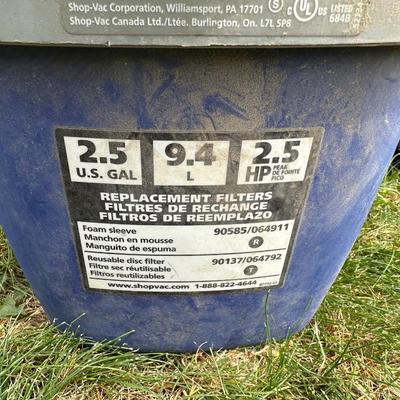 Shop-Vac Corporation, Williamsport, PA 17701
Shop-Vac Canada Ltd./Ltée. Burlington, On. L7L 5P8
S
C UL US LISTED
684B
2.5 9.4 2.5
U.S. GAL L HP PEAK DE POINTE PICO
REPLACEMENT FILTERS
FILTRES DE RECHANGE
FILTROS DE REEMPLAZO
Foam sleeve 90585/064911
Manchon en mousse R
Manguito de espuma
Reusable disc filter 90137/064792
Filtre sec réutilisable T
Filtros reutilizables
www.shopvac.com 1-888-822-4644